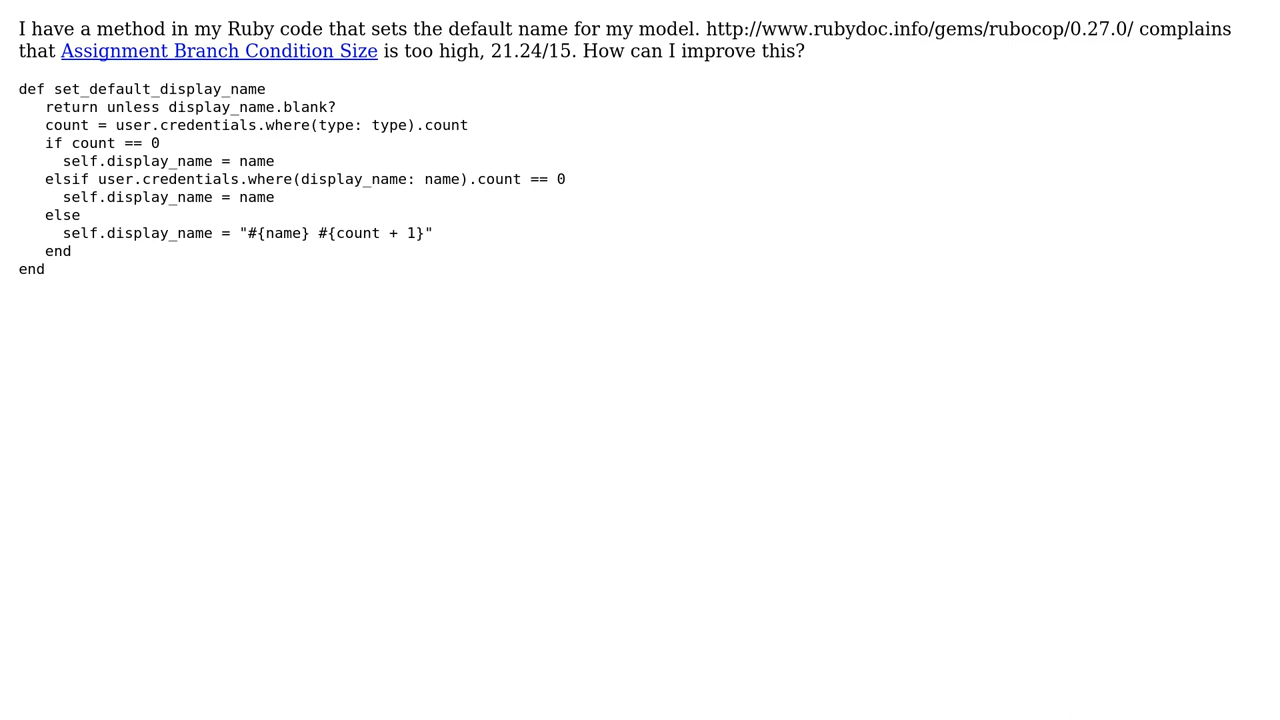 I have a method in my Ruby code that sets the default name for my model. http://www.rubydoc.info/gems/rubocop/0.27.0/ complains
that Assignment Branch Condition Size is too high, 21.24/15. How can I improve this?
def set_default_display_name
   return unless display_name.blank?
   count = user.credentials.where(type: type).count
   if count == 0
     self.display_name = name
   elsif user.credentials.where(display_name: name).count == 0
     self.display_name = name
   else
     self.display_name = "#{name} #{count + 1}"
   end
end